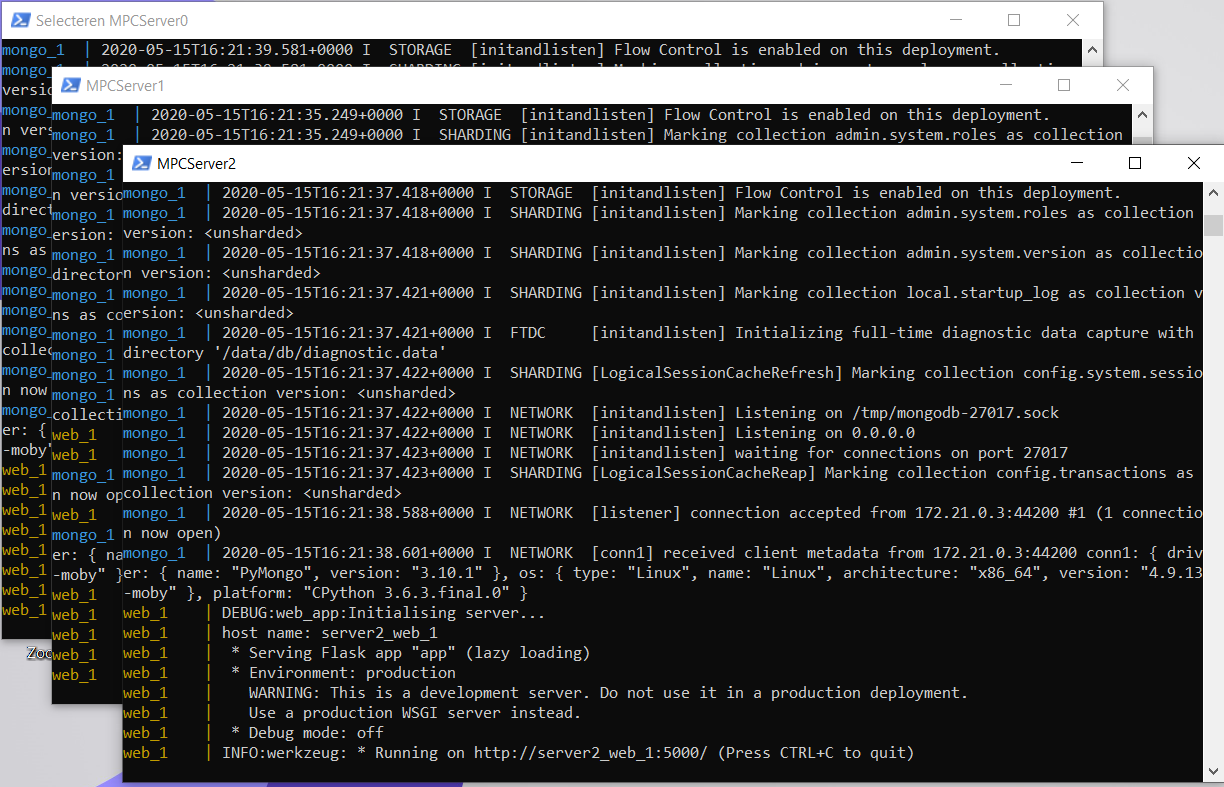 Selecteren MPCServer0
mongo_1 | 2020-05-15T16:21:39.581+0000 I STORAGE [initandlisten] Flow Control is enabled on this deployment.
MPCServer1
mongo_1 | 2020-05-15T16:21:35.249+0000 I STORAGE [initandlisten] Flow Control is enabled on this deployment.
mongo_1 | 2020-05-15T16:21:35.249+0000 I SHARDING [initandlisten] Marking collection admin.system.roles as collection
MPCServer2
mongo_1 | 2020-05-15T16:21:37.418+0000 I STORAGE [initandlisten] Flow Control is enabled on this deployment.
mongo_1 | 2020-05-15T16:21:37.418+0000 I SHARDING [initandlisten] Marking collection admin.system.roles as collection
version: <unsharded>
mongo_1 | 2020-05-15T16:21:37.418+0000 I SHARDING [initandlisten] Marking collection admin.system.version as collectio
n version: <unsharded>
mongo_1 | 2020-05-15T16:21:37.421+0000 I SHARDING [initandlisten] Marking collection local.startup_log as collection v
ersion: <unsharded>
mongo_1 | 2020-05-15T16:21:37.421+0000 I FTDC [initandlisten] Initializing full-time diagnostic data capture with
directory '/data/db/diagnostic.data'
mongo_1 | 2020-05-15T16:21:37.422+0000 I SHARDING [LogicalSessionCacheRefresh] Marking collection config.system.sessio
ns as collection version: <unsharded>
mongo_1 | 2020-05-15T16:21:37.422+0000 I NETWORK [initandlisten] Listening on /tmp/mongodb-27017.sock
mongo_1 | 2020-05-15T16:21:37.422+0000 I NETWORK [initandlisten] Listening on 0.0.0.0
mongo_1 | 2020-05-15T16:21:37.423+0000 I NETWORK [initandlisten] waiting for connections on port 27017
mongo_1 | 2020-05-15T16:21:37.423+0000 I SHARDING [LogicalSessionCacheReap] Marking collection config.transactions as
collection version: <unsharded>
mongo_1 | 2020-05-15T16:21:38.588+0000 I NETWORK [listener] connection accepted from 172.21.0.3:44200 #1 (1 connectio
n now open)
mongo_1 | 2020-05-15T16:21:38.601+0000 I NETWORK [conn1] received client metadata from 172.21.0.3:44200 conn1: { driv
er: { name: "PyMongo", version: "3.10.1" }, os: { type: "Linux", name: "Linux", architecture: "x86_64", version: "4.9.13
-moby" }, platform: "CPython 3.6.3.final.0" }
web_1 | DEBUG:web_app:Initialising server...
web_1 | host name: server2_web_1
web_1 | * Serving Flask app "app" (lazy loading)
web_1 | * Environment: production
web_1 | WARNING: This is a development server. Do not use it in a production deployment.
web_1 | Use a production WSGI server instead.
web_1 | * Debug mode: off
web_1 | INFO:werkzeug: * Running on http://server2_web_1:5000/ (Press CTRL+C to quit)